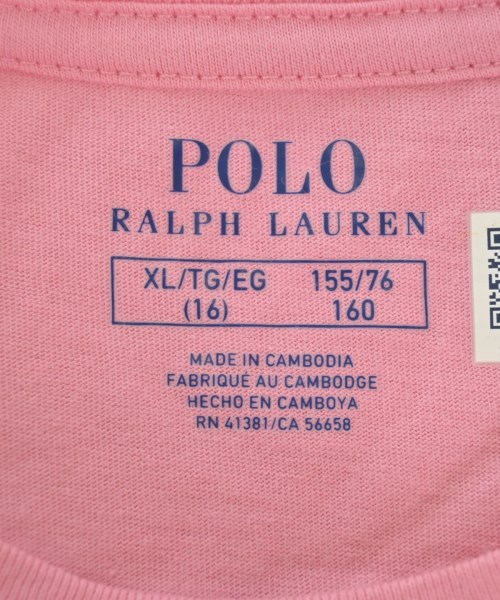 POLO
RALPH LAUREN
XL/TG/EG 155/76
(16) 160
MADE IN CAMBODIA
FABRIQUÉ AU CAMBODGE
HECHO EN CAMBOYA
RN 41381/CA 56658